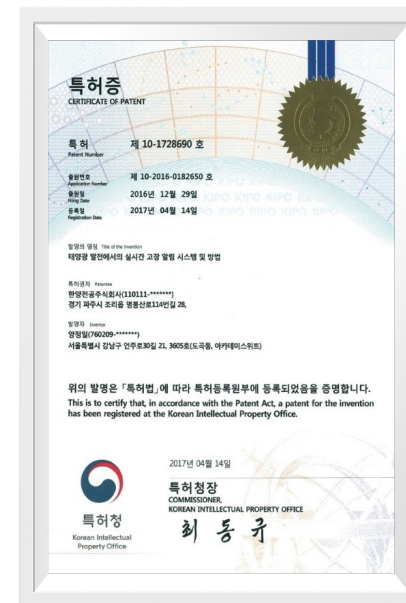 특허증
CERTIFICATE OF PATENT
특 허 제 10-1728690 호
Patent Number
출원번호 제 10-2016-0182650 호
Application Number
출원일 2016년 12월 29일
Filing Date
등록일 2017년 04월 14일
Registration Date
발명의 명칭 Title of the Invention
태양광 발전에서의 실시간 고장 알림 시스템 및 방법
특허권자 Patentee
한양전공주식회사(110111-*******)
경기 파주시 조리읍 명봉산로114번길 28,
발명자 Inventor
양정일(760209-*******)
서울특별시 강남구 언주로30길 21, 3605호(도곡동, 아카데미스위트)
위의 발명은 「특허법」에 따라 특허등록원부에 등록되었음을 증명합니다.
This is to certify that, in accordance with the Patent Act, a patent for the invention
has been registered at the Korean Intellectual Property Office.
2017년 04월 14일
특허청장
COMMISSIONER,
KOREAN INTELLECTUAL PROPERTY OFFICE
최동규
특허청
Korean Intellectual
Property Office